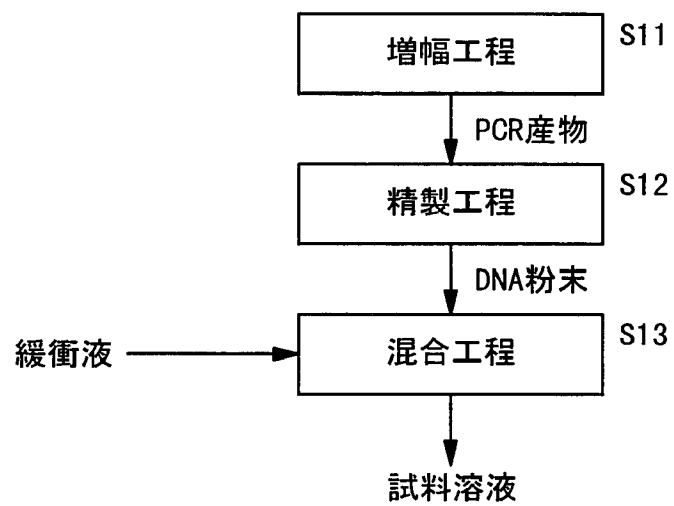 増幅工程 S11
PCR産物
精製工程 S12
DNA粉末
緩衝液 混合工程 S13
試料溶液